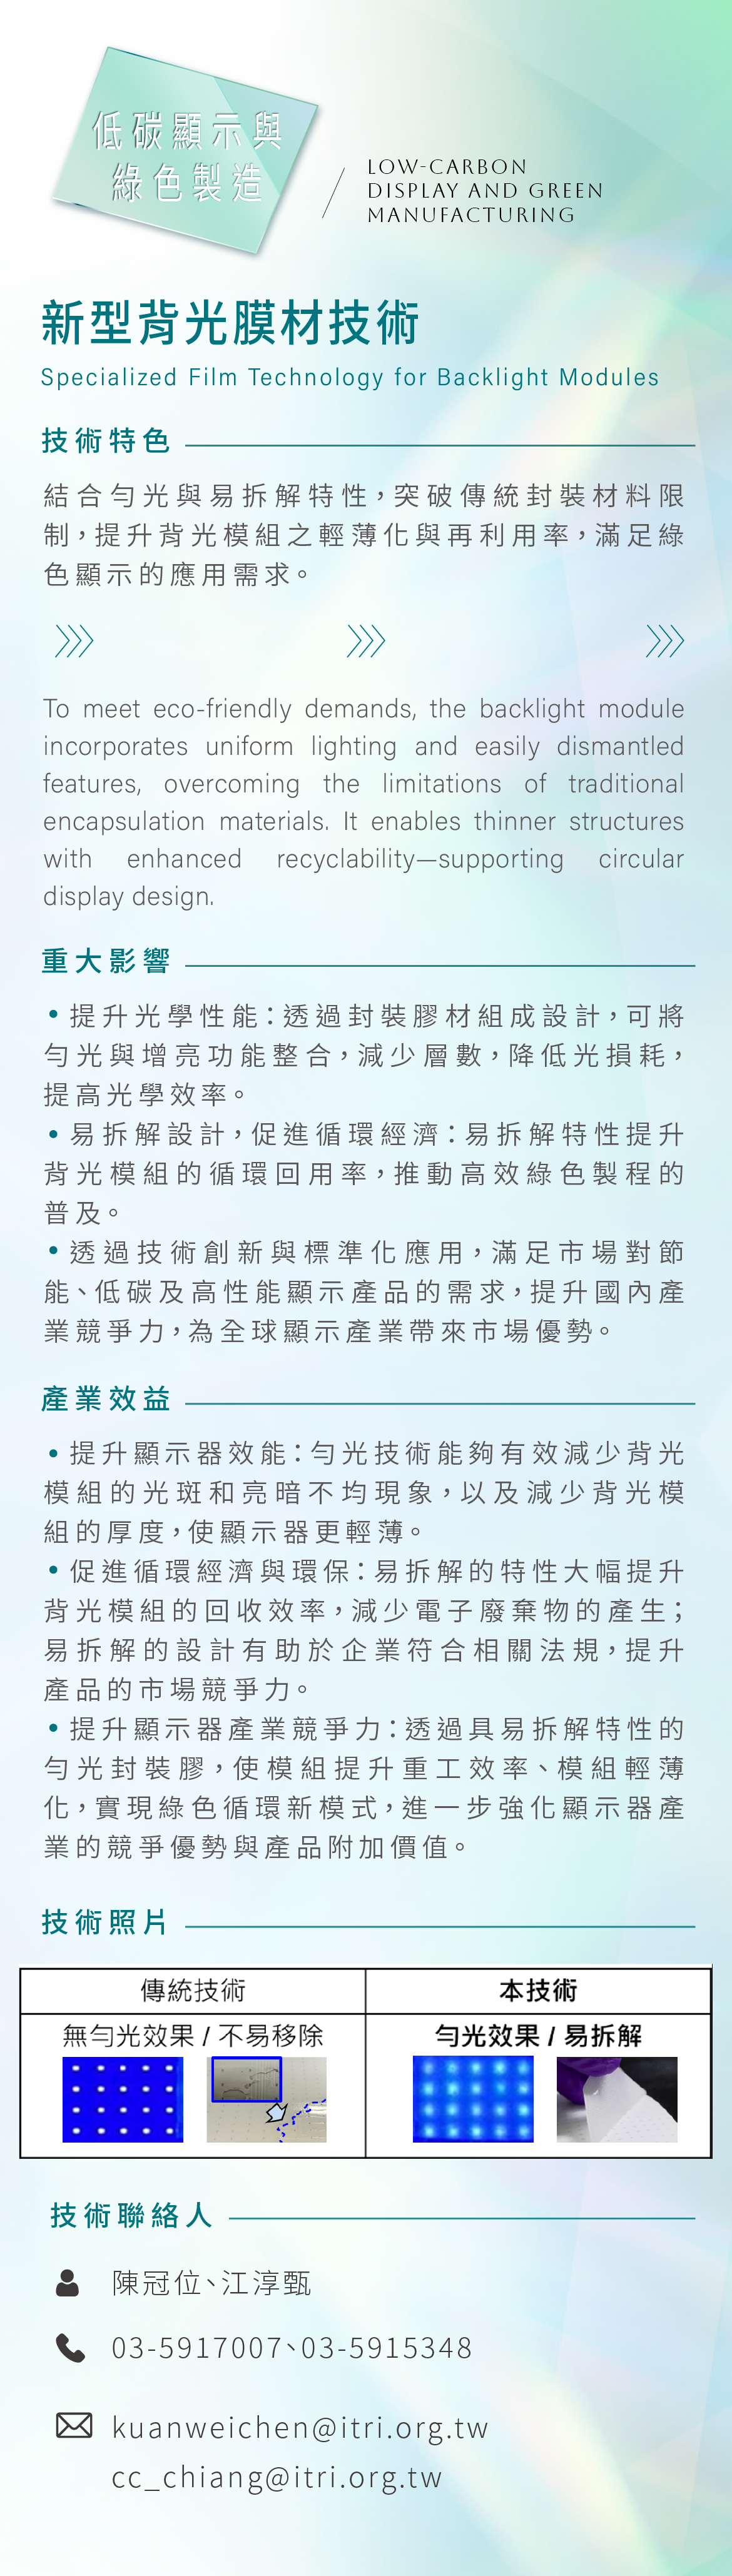 低碳顯示與
綠色製造
LOW-CARBON
DISPLAY AND GREEN
MANUFACTURING
新型背光膜材技術
Specialized Film Technology for Backlight Modules
技術特色
結合勻光與易拆解特性，突破傳統封裝材料限
制，提升背光模組之輕薄化與再利用率，滿足綠
色顯示的應用需求。
To meet eco-friendly demands, the backlight module
incorporates uniform lighting and easily dismantled
features, overcoming the limitations of traditional
encapsulation materials. It enables thinner structures
with enhanced recyclability—supporting circular
display design.
重大影響
• 提升光學性能：透過封裝膠材組成設計，可將
勻光與增亮功能整合，減少層數，降低光損耗，
提高光學效率。
• 易拆解設計，促進循環經濟：易拆解特性提升
背光模組的循環回用率，推動高效綠色製程的
普及。
• 透過技術創新與標準化應用，滿足市場對節
能、低碳及高性能顯示產品的需求，提升國內產
業競爭力，為全球顯示產業帶來市場優勢。
產業效益
• 提升顯示器效能：勻光技術能夠有效減少背光
模組的光斑和亮暗不均現象，以及減少背光模
組的厚度，使顯示器更輕薄。
• 促進循環經濟與環保：易拆解的特性大幅提升
背光模組的回收效率，減少電子廢棄物的產生；
易拆解的設計有助於企業符合相關法規，提升
產品的市場競爭力。
• 提升顯示器產業競爭力：透過具易拆解特性的
勻光封裝膠，使模組提升重工效率、模組輕薄
化，實現綠色循環新模式，進一步強化顯示器產
業的競爭優勢與產品附加價值。
技術照片
傳統技術
本技術
無勻光效果 / 不易移除
勻光效果 / 易拆解
技術聯絡人
陳冠位、江淳甄
03-5917007、03-5915348
kuanweichen@itri.org.tw
cc_chiang@itri.org.tw